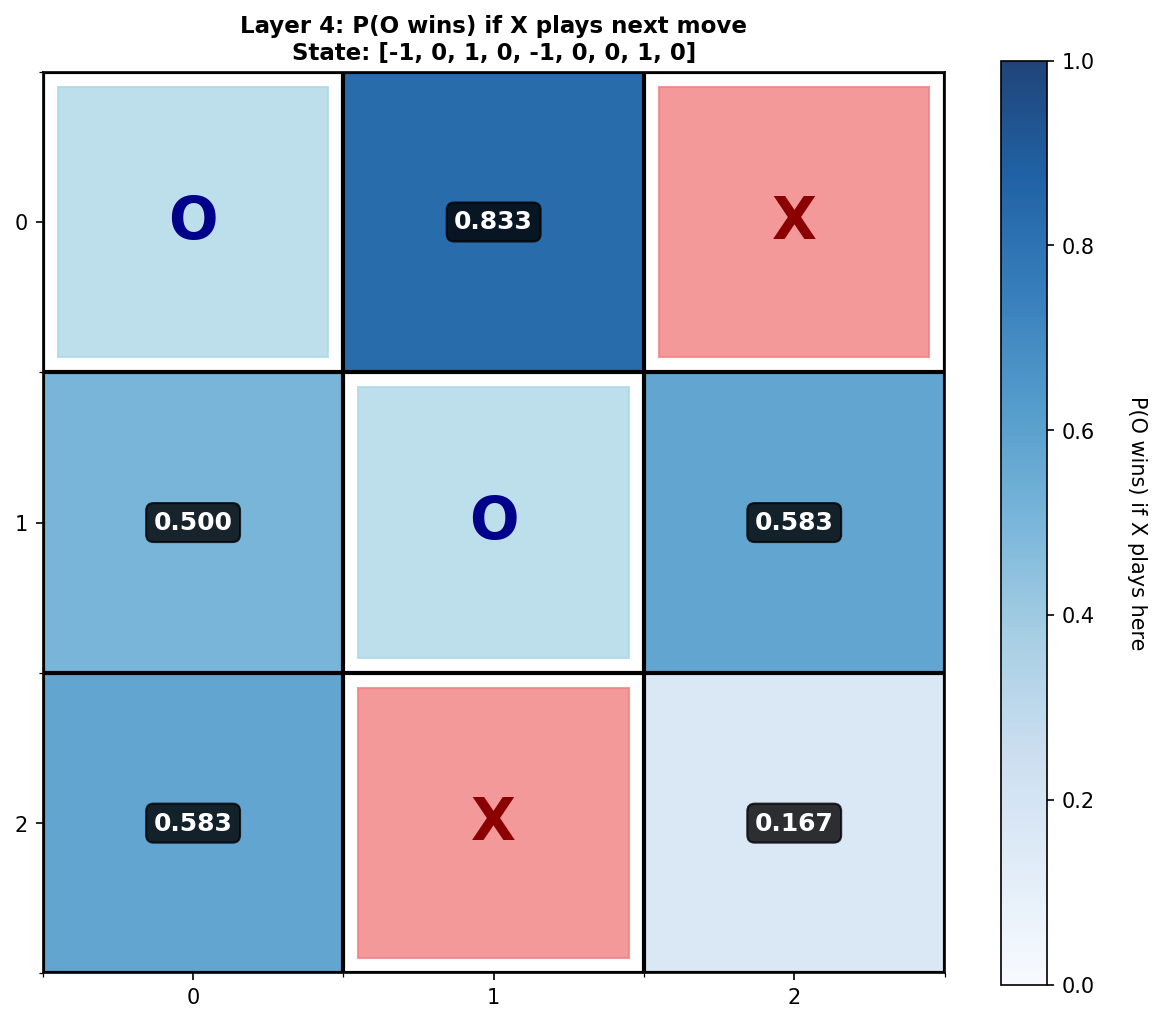 Layer 4: P(O wins) if X plays next move
State: [-1, 0, 1, 0, -1, 0, 0, 1, 0]
0
O
0.833
X
1
0.500
O
0.583
2
0.583
X
0.167
0
1
2
1.0
0.8
0.6
0.4
0.2
0.0
P(O wins) if X plays here